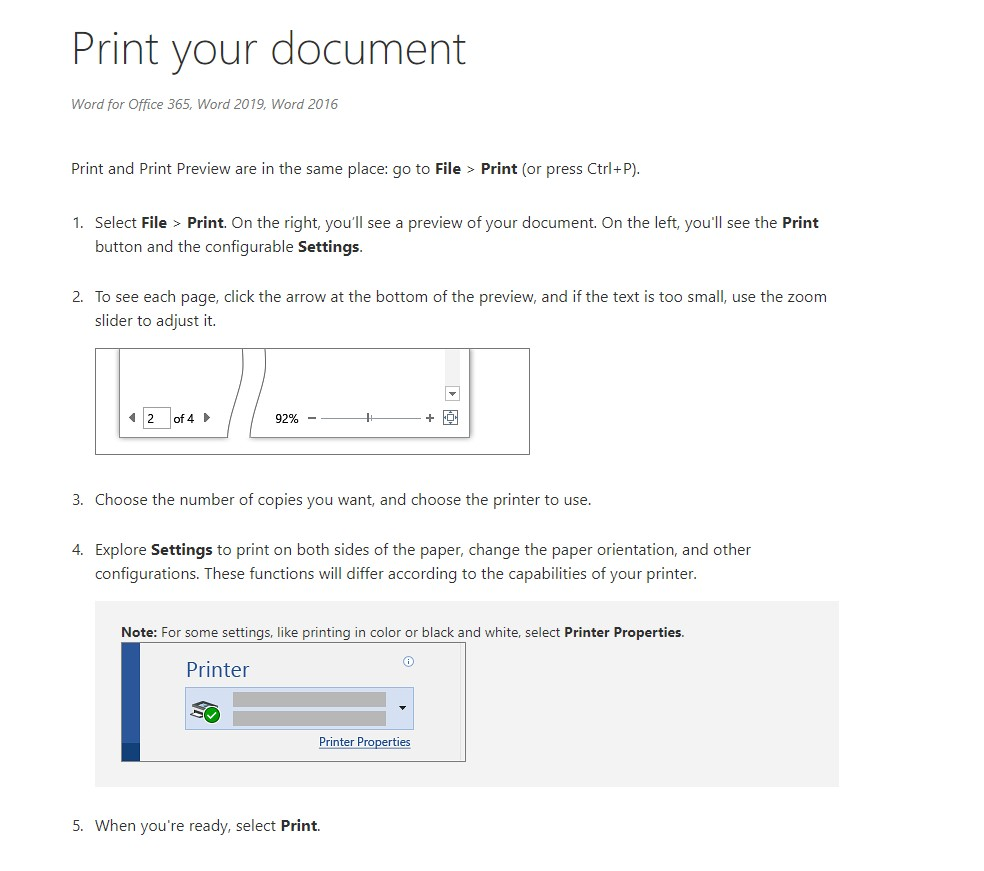 Print your document
Word for Office 365, Word 2019, Word 2016
Print and Print Preview are in the same place: go to File > Print (or press Ctrl+P).
1. Select File > Print. On the right, you'll see a preview of your document. On the left, you'll see the Print
button and the configurable Settings.
2. To see each page, click the arrow at the bottom of the preview, and if the text is too small, use the zoom
slider to adjust it.
2 of 4 92%
3. Choose the number of copies you want, and choose the printer to use.
4. Explore Settings to print on both sides of the paper, change the paper orientation, and other
configurations. These functions will differ according to the capabilities of your printer.
Note: For some settings, like printing in color or black and white, select Printer Properties.
Printer
Printer Properties
5. When you're ready, select Print.